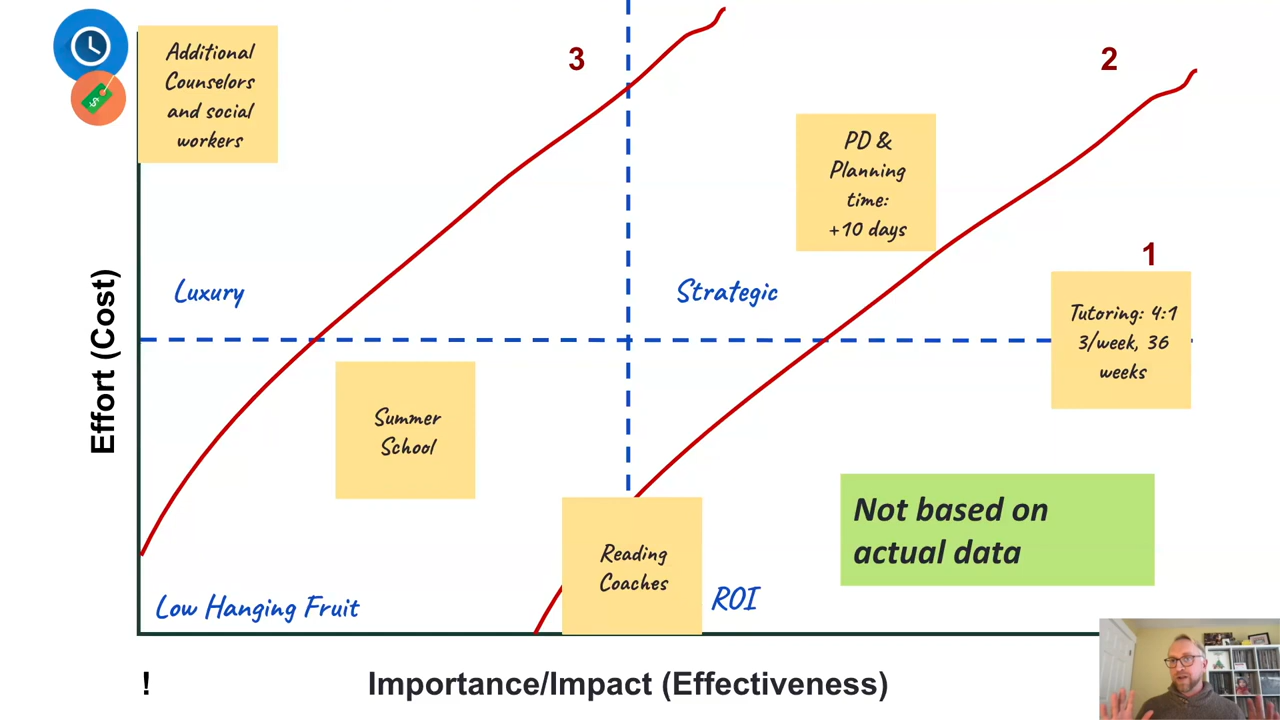 Additional
Counselors
and social
workers
3
2
PD &
Planning
time:
+10 days
1
Luxury
Strategic
Tutoring: 4:1
3/week, 36
weeks
Effort (Cost)
Summer
School
Not based on
actual data
Reading
Coaches
Low Hanging Fruit
ROI
!
Importance/Impact (Effectiveness)
$